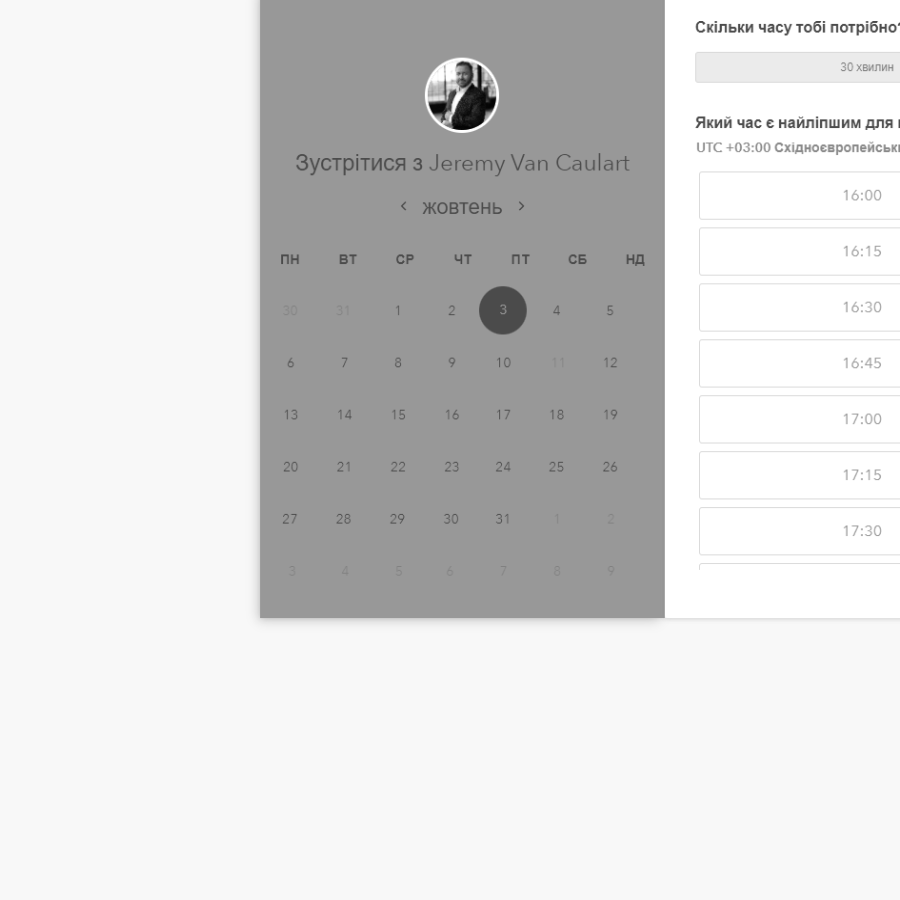 Зустрітися з Jeremy Van Caulart
жовтень
ПН ВТ СР ЧТ ПТ СБ НД
30 31 1 2 3 4 5
6 7 8 9 10 11 12
13 14 15 16 17 18 19
20 21 22 23 24 25 26
27 28 29 30 31 1 2
3 4 5 6 7 8 9
Скільки часу тобі потрібно?
30 хвилин
Який час є найліпшим для
UTC +03:00 Східноєвропейськ
16:00
16:15
16:30
16:45
17:00
17:15
17:30